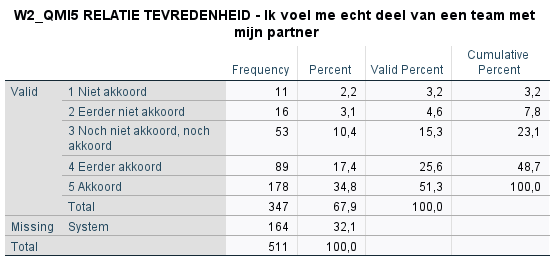 W2_QMI5 RELATIE TEVREDENHEID - Ik voel me echt deel van een team met
mijn partner
Frequency Percent Valid Percent Cumulative Percent
Valid 1 Niet akkoord 11 2,2 3,2 3,2
2 Eerder niet akkoord 16 3,1 4,6 7,8
3 Noch niet akkoord, noch akkoord 53 10,4 15,3 23,1
4 Eerder akkoord 89 17,4 25,6 48,7
5 Akkoord 178 34,8 51,3 100,0
Total 347 67,9 100,0
Missing System 164 32,1
Total 511 100,0